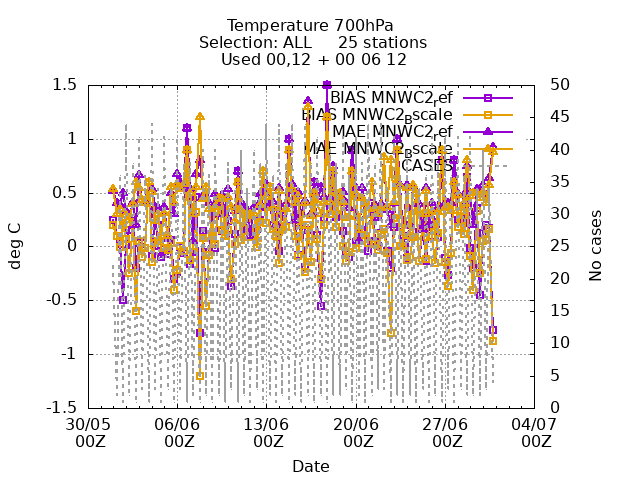 Temperature 700hPa
Selection: ALL     25 stations
Used 00,12 + 00 06 12
BIAS MNWC2_ref
BIAS MNWC2_Bscale
MAE MNWC2_ref
MAE MNWC2_Bscale
CASES
1.5
1
0.5
0
-0.5
-1
-1.5
deg C
50
45
40
35
30
25
20
15
10
5
0
No cases
30/05 06/06 13/06 20/06 27/06 04/07
00Z 00Z 00Z 00Z 00Z 00Z
Date